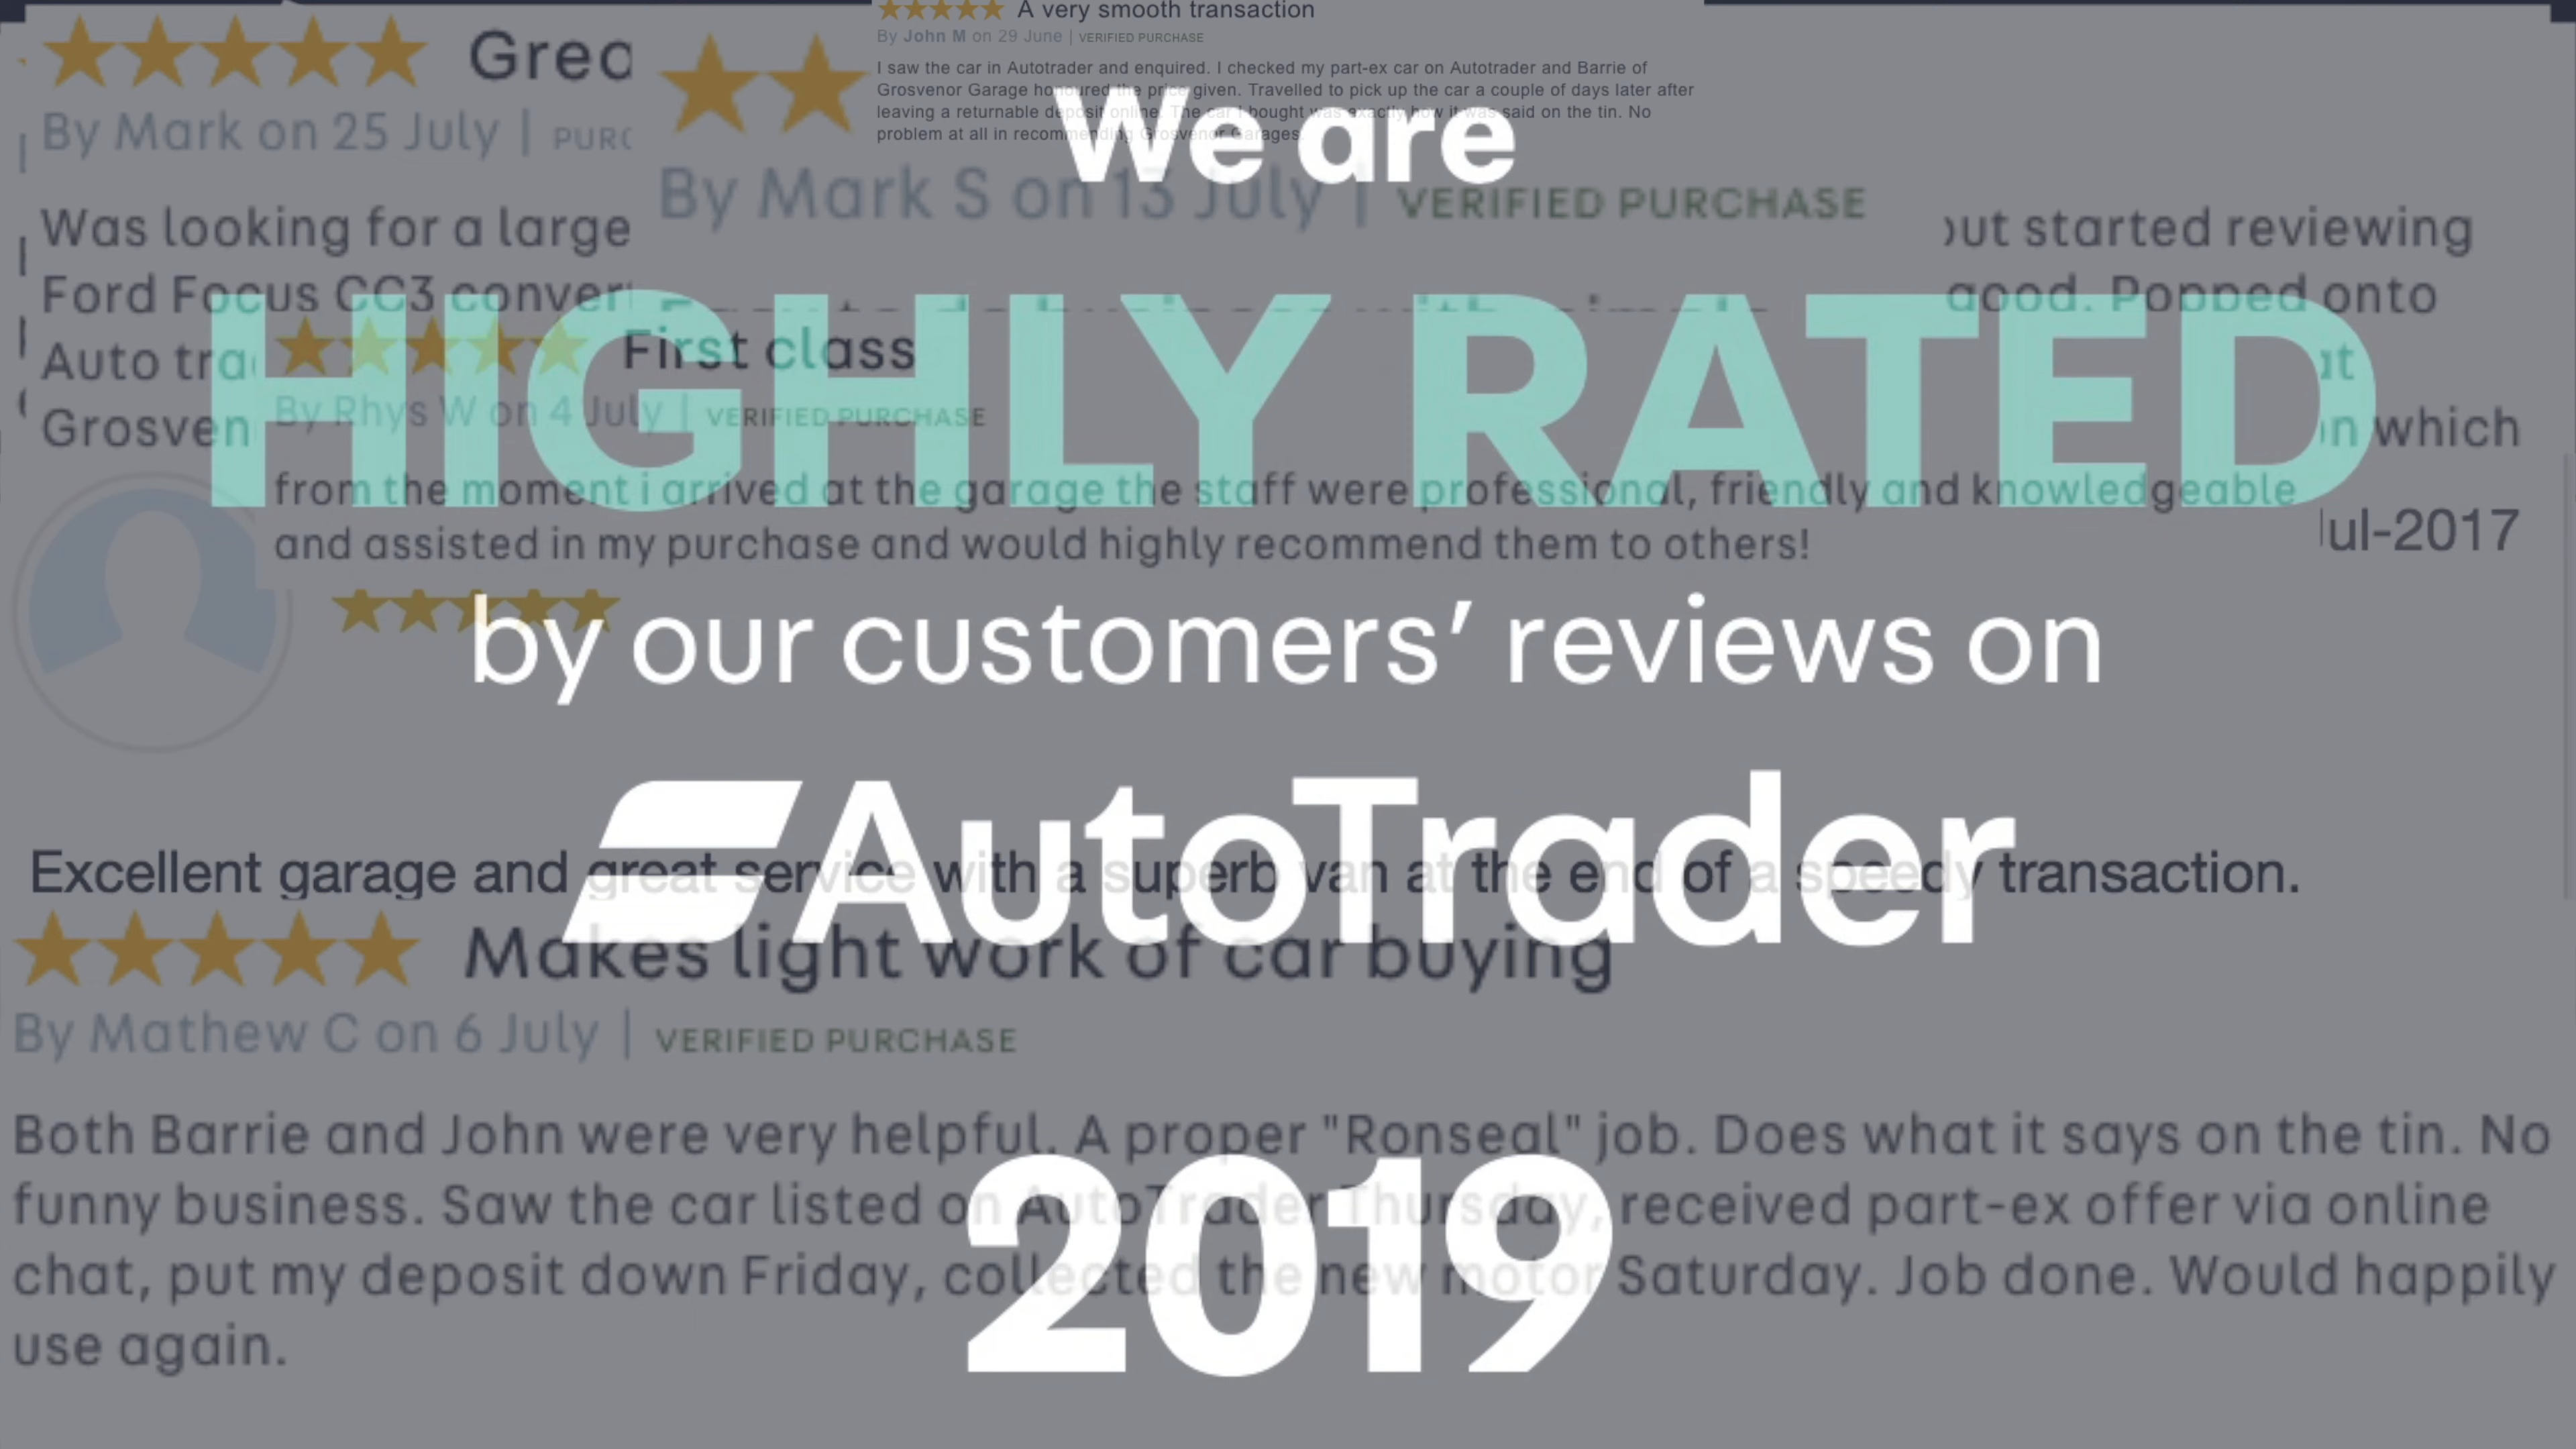 A very smooth transaction
By John M on 29 June | VERIFIED PURCHASE
I saw the car in Autotrader and enquired. I checked my part-ex car on Autotrader and Barrie of
Grosvenor Garage honoured the price given. Travelled to pick up the car a couple of days later after
leaving a returnable deposit online. The car I bought was exactly how it was said on the tin. No
problem at all in recommending Grosvenor Garages.
By Mark on 25 July |
By Mark S on 13 July | VERIFIED PURCHASE
We are
Was looking for a large
started reviewing
Ford Focus CC3
good. Popped onto
HIGHLY RATED
First class
Auto
By Rhys W on 4 July | VERIFIED PURCHASE
which
from the moment i arrived at the garage the staff were professional, friendly and knowledgeable
and assisted in my purchase and would highly recommend them to others!
by our customers’ reviews on
AutoTrader
Excellent garage and great service with a superb van at the end of a speedy transaction.
Makes light work of car buying
By Mathew C on 6 July | VERIFIED PURCHASE
Both Barrie and John were very helpful. A proper "Ronseal" job. Does what it says on the tin. No
funny business. Saw the car listed on AutoTrader Thursday, received part-ex offer via online
chat, put my deposit down Friday, collected the new motor Saturday. Job done. Would happily
use again.
2019